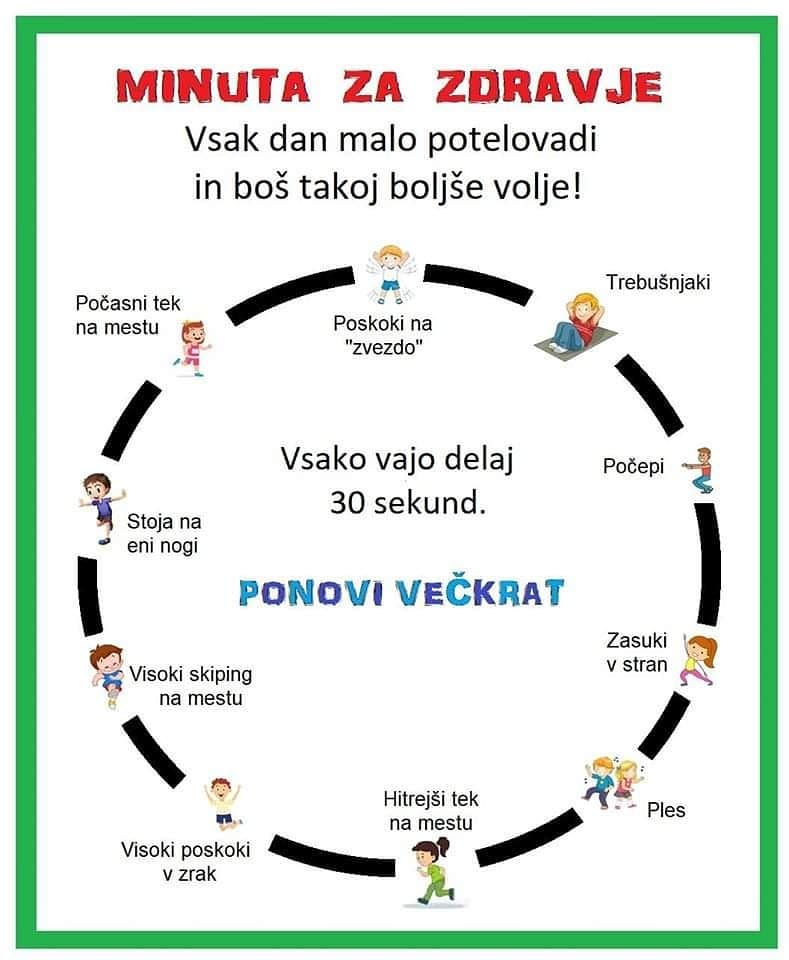 MINUTA ZA ZDRAVJE
Vsak dan malo potelovadi
in boš takoj boljše volje!
Poskoki na
"zvezdo"
Trebušnjaki
Počepi
Zasuki
v stran
Ples
Hitrejši tek
na mestu
Visoki poskoki
v zrak
Visoki skiping
na mestu
Stoja na
eni nogi
Počasni tek
na mestu
Vsako vajo delaj
30 sekund.
PONOVI VEČKRAT